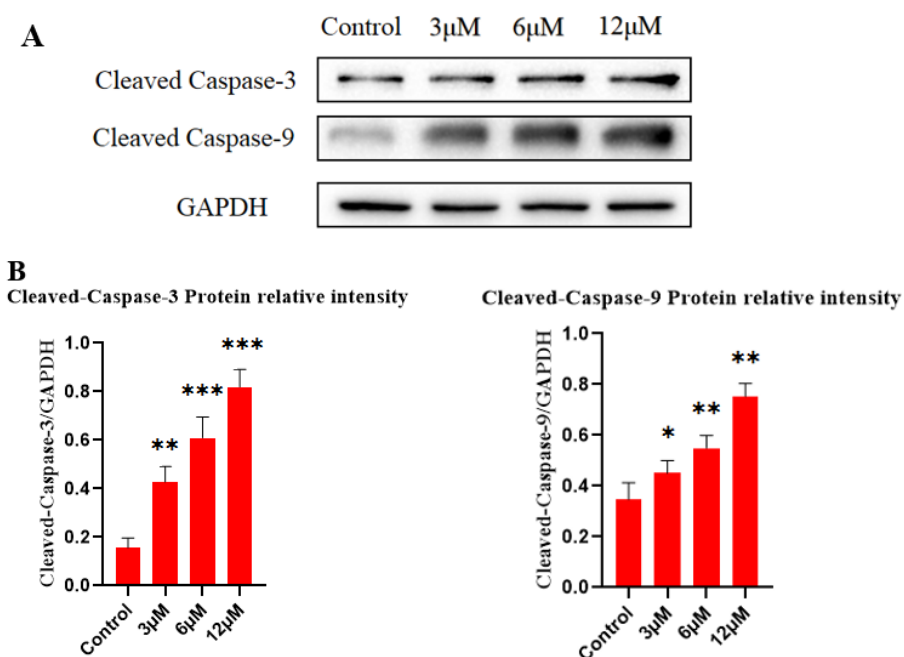 A
Control 3μM 6μM 12μM
Cleaved Caspase-3
Cleaved Caspase-9
GAPDH
B
Cleaved-Caspase-3 Protein relative intensity
Cleaved-Caspase-3/GAPDH
1.0
0.8
0.6
0.4
0.2
0.0
**
***
***
Control
3μM
6μM
12μM
Cleaved-Caspase-9 Protein relative intensity
Cleaved-Caspase-9/GAPDH
1.0
0.8
0.6
0.4
0.2
0.0
*
**
**
Control
3μM
6μM
12μM